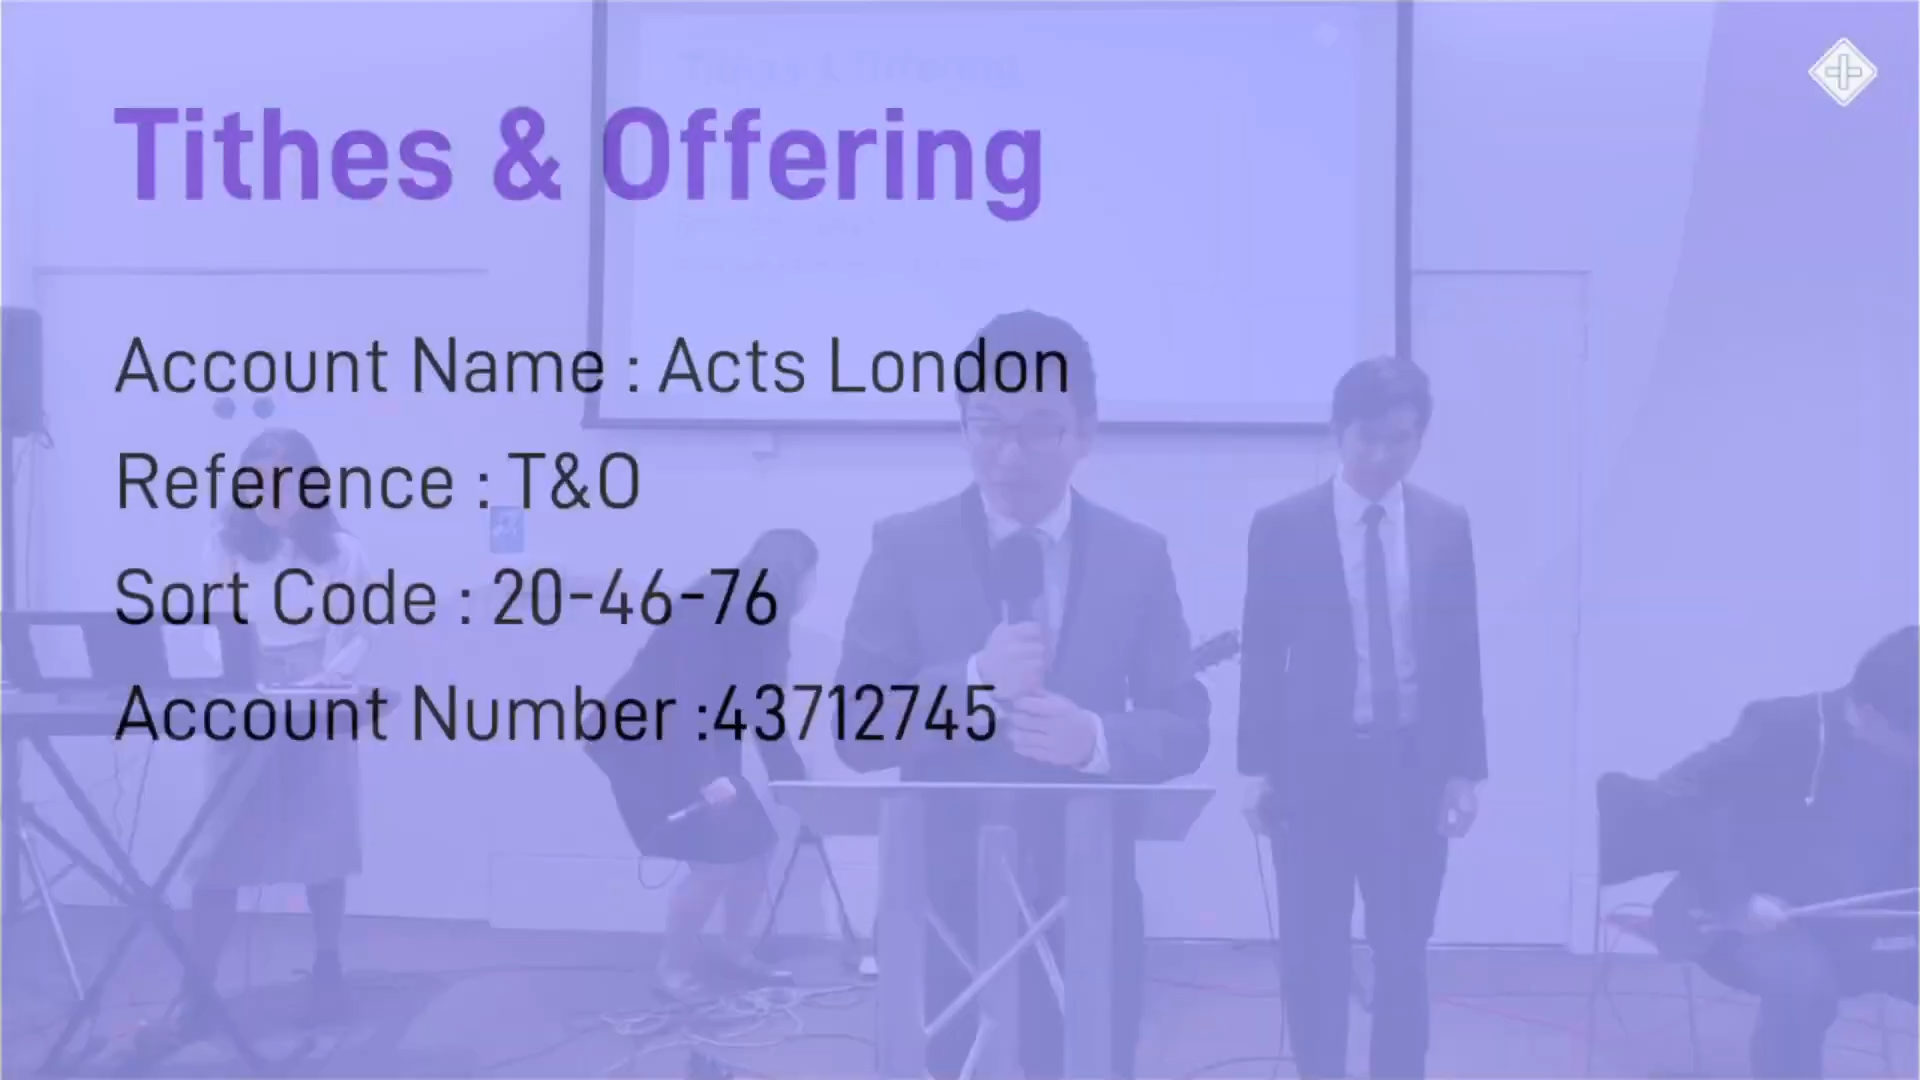 Tithes & Offering
Account Name : Acts London
Reference : T&O
Sort Code : 20-46-76
Account Number :43712745